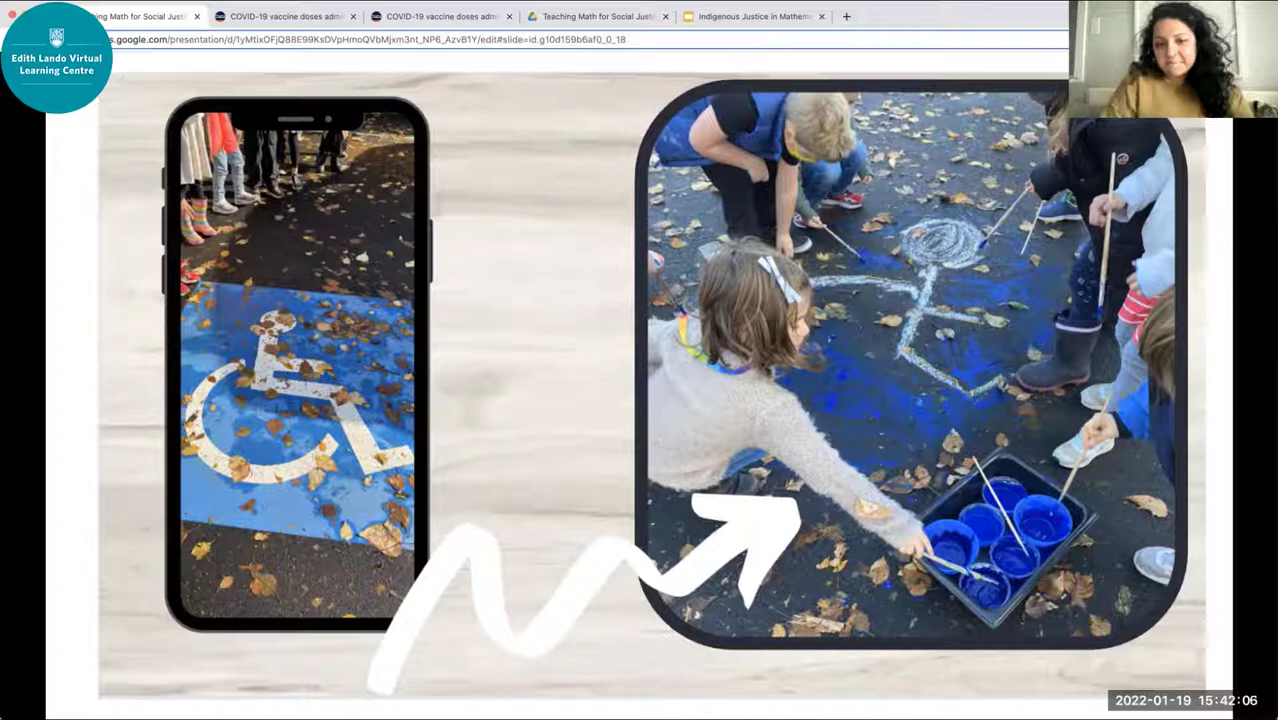 Math for Social Justi
COVID-19 vaccine doses adm
COVID-19 vaccine doses adm
Teaching Math for Social Jus
Indigenous Justice in Mathem
s.google.com/presentation/d/1yMtixOFjQ88E99KsDVpHmoQVbMjxm3nt_NP6_AzvB1Y/edit#slide=id.g10d159b6af0_0_18
Edith Lando Virtual
Learning Centre
2022-01-19 15:42:06